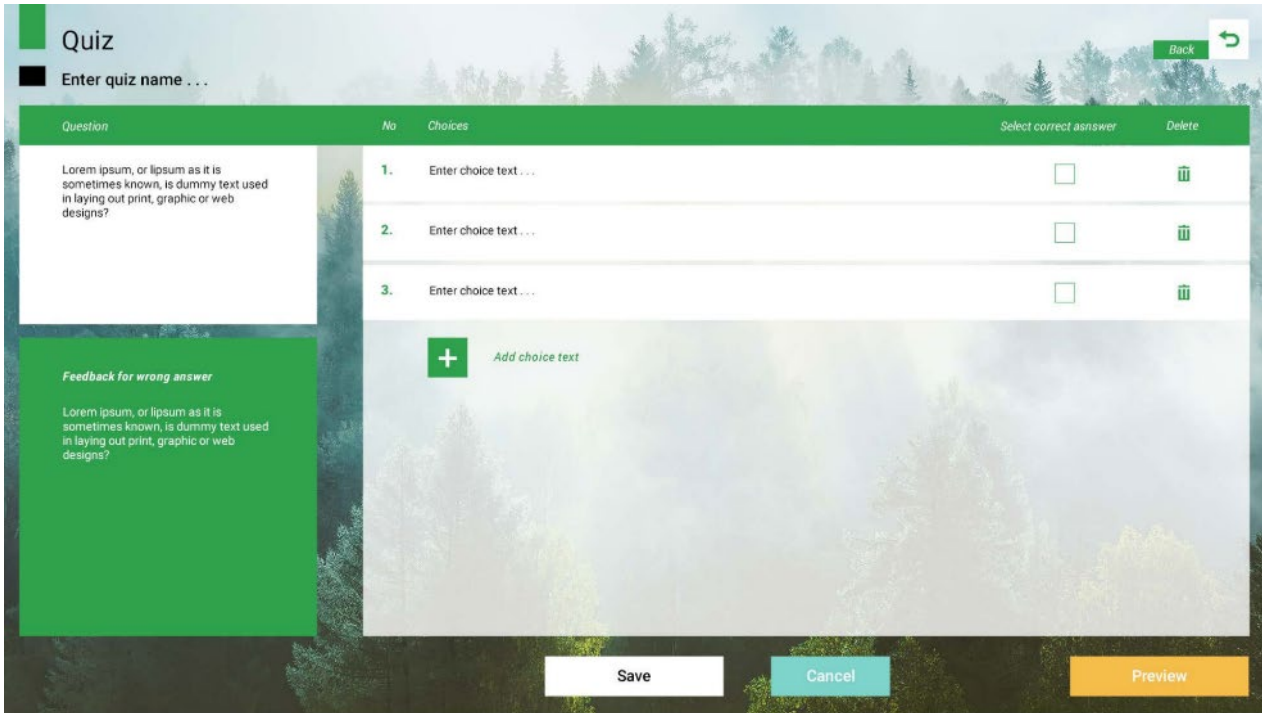 Quiz
Back
Enter quiz name . . .
Question
No
Choices
Select correct asnswer
Delete
Lorem ipsum, or lipsum as it is
sometimes known, is dummy text used
in laying out print, graphic or web
designs?
1.
Enter choice text . . .
2.
Enter choice text . . .
3.
Enter choice text . . .
Add choice text
Feedback for wrong answer
Lorem ipsum, or lipsum as it is
sometimes known, is dummy text used
in laying out print, graphic or web
designs?
Save
Cancel
Preview